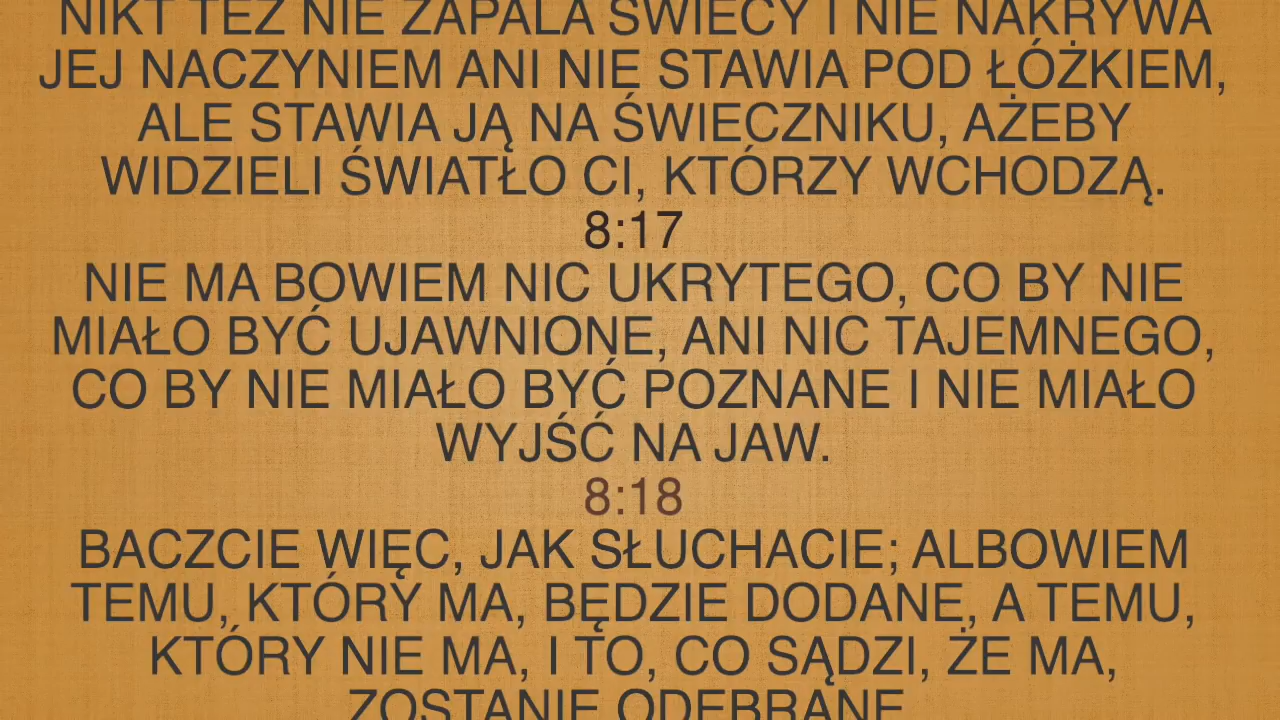 NIKT TEŻ NIE ZAPALA ŚWIECY I NIE NAKRYWA
JEJ NACZYNIEM ANI NIE STAWIA POD ŁÓŻKIEM,
ALE STAWIA JĄ NA ŚWIECZNIKU, AŻEBY
WIDZIELI ŚWIATŁO CI, KTÓRZY WCHODZĄ.
8:17
NIE MA BOWIEM NIC UKRYTEGO, CO BY NIE
MIAŁO BYĆ UJAWNIONE, ANI NIC TAJEMNEGO,
CO BY NIE MIAŁO BYĆ POZNANE I NIE MIAŁO
WYJŚĆ NA JAW.
8:18
BACZCIE WIĘC, JAK SŁUCHACIE; ALBOWIEM
TEMU, KTÓRY MA, BĘDZIE DODANE, A TEMU,
KTÓRY NIE MA, I TO, CO SĄDZI, ŻE MA,
ZOSTANIE ODEBRANE